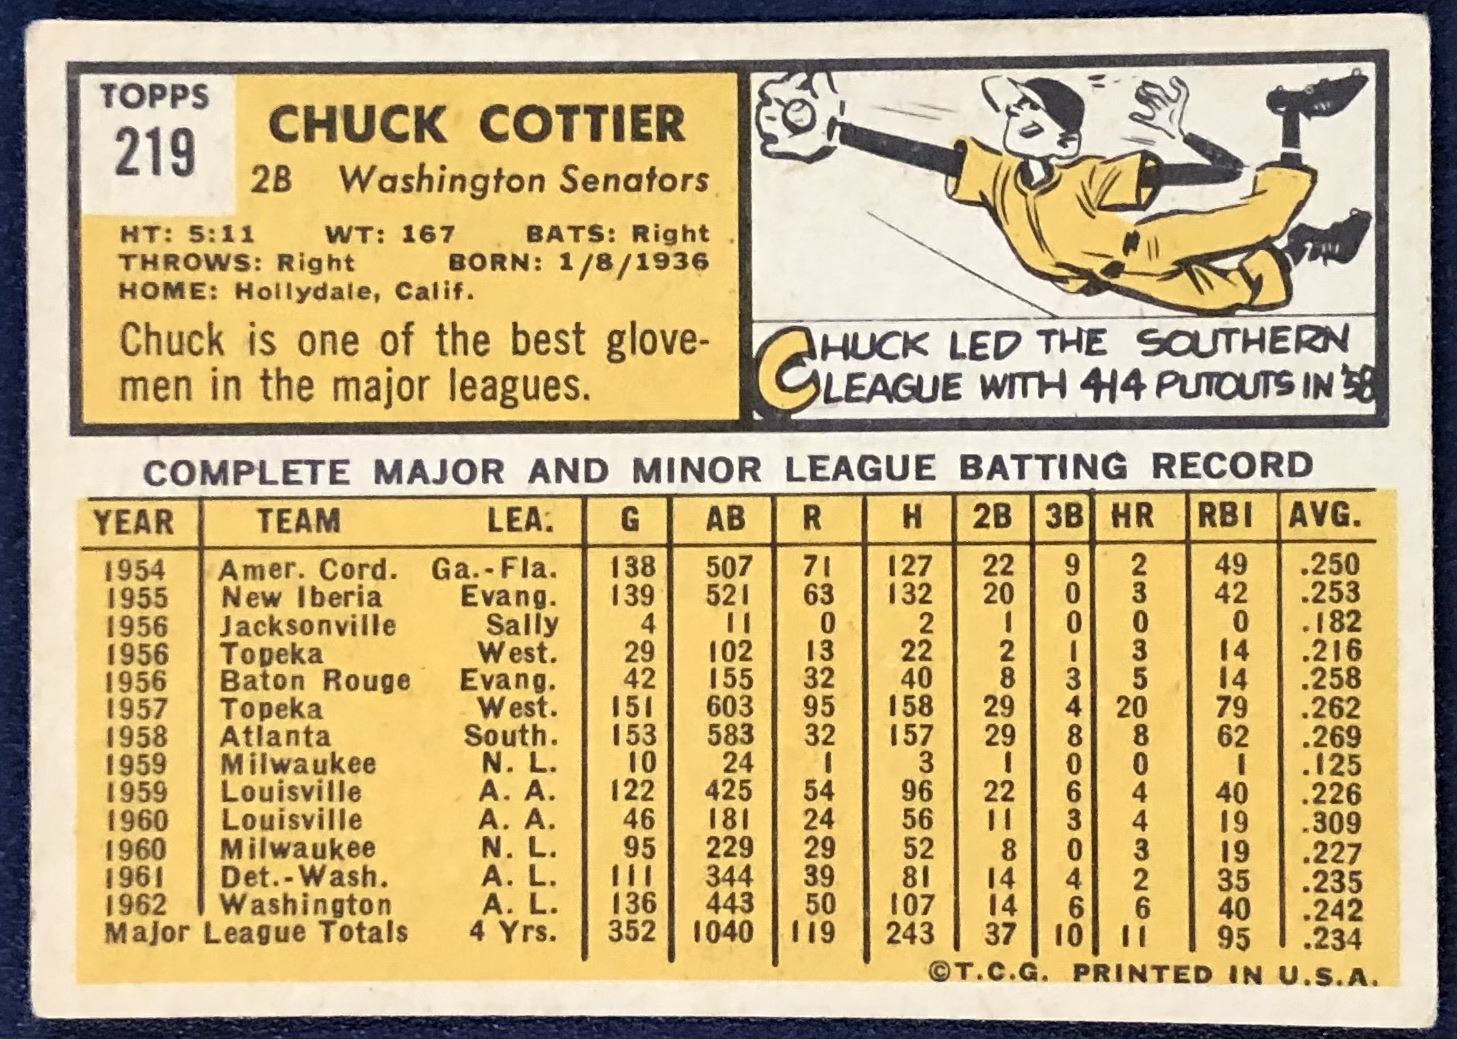 TOPPS
219
CHUCK COTTIER
2B Washington Senators
HT: 5:11 WT: 167 BATS: Right
THROWS: Right BORN: 1/8/1936
HOME: Hollydale, Calif.
Chuck is one of the best glove-
men in the major leagues.
CHUCK LED THE SOUTHERN
LEAGUE WITH 414 PUTOUTS IN '58
COMPLETE MAJOR AND MINOR LEAGUE BATTING RECORD
YEAR TEAM LEA. G AB R H 2B 3B HR RBI AVG.
1954 Amer. Cord. Ga.-Fla. 138 507 71 127 22 9 2 49 .250
1955 New Iberia Evang. 139 521 63 132 20 0 3 42 .253
1956 Jacksonville Sally 4 11 0 2 1 0 0 0 .182
1956 Topeka West. 29 102 13 22 2 1 3 14 .216
1956 Baton Rouge Evang. 42 155 32 40 8 3 5 14 .258
1957 Topeka West. 151 603 95 158 29 4 20 79 .262
1958 Atlanta South. 153 583 32 157 29 8 8 62 .269
1959 Milwaukee N. L. 10 24 1 3 1 0 0 1 .125
1959 Louisville A. A. 122 425 54 96 22 6 4 40 .226
1960 Louisville A. A. 46 181 24 56 11 3 4 19 .309
1960 Milwaukee N. L. 95 229 29 52 8 0 3 19 .227
1961 Det.-Wash. A. L. 111 344 39 81 14 4 2 35 .235
1962 Washington A. L. 136 443 50 107 14 6 6 40 .242
Major League Totals 4 Yrs. 352 1040 119 243 37 10 11 95 .234
©T.C.G. PRINTED IN U.S.A.